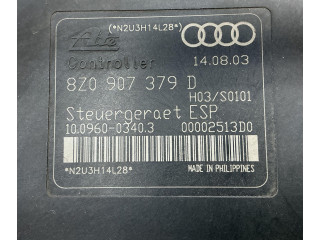 (*N2U3H14L28*)
Ate
Controller 14.08.03
8Z0 907 379 D
H03/S0101
Steuergeraet ESP
10.0960-0340.3 00002513D0
*N2U3H14L28*
MADE IN PHILIPPINES